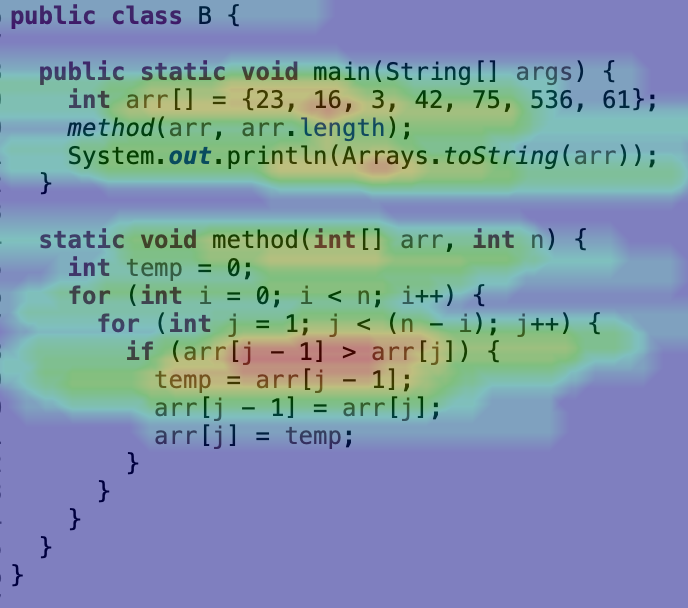 public class B {
public static void main(String[] args) {
int arr[] = {23, 16, 3, 42, 75, 536, 61};
method(arr, arr.length);
System.out.println(Arrays.toString(arr));
}
static void method(int[] arr, int n) {
int temp = 0;
for (int i = 0; i < n; i++) {
for (int j = 1; j < (n - i); j++) {
if (arr[j - 1] > arr[j]) {
temp = arr[j - 1];
arr[j - 1] = arr[j];
arr[j] = temp;
}
}
}
}
}